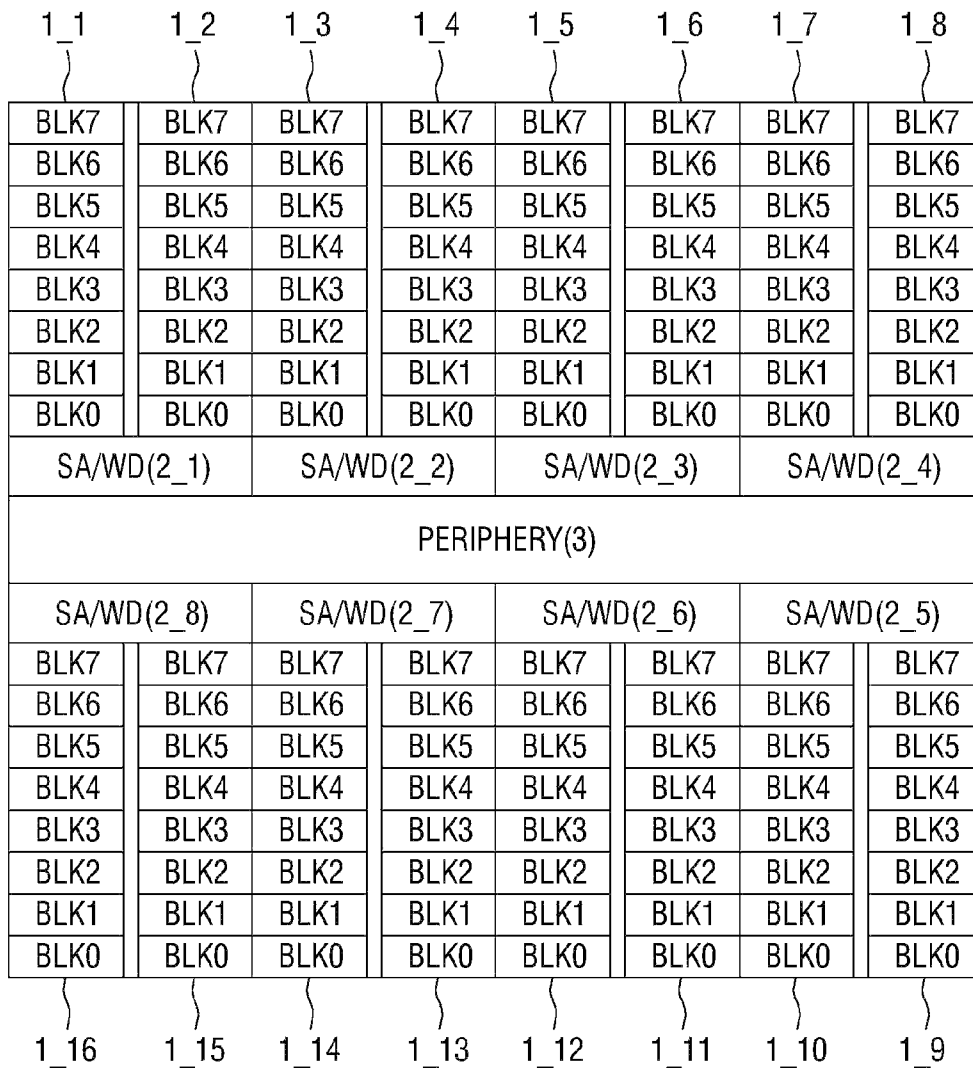 1_1 1_2 1_3 1_4 1_5 1_6 1_7 1_8
BLK7 BLK7 BLK7 BLK7 BLK7 BLK7 BLK7 BLK7
BLK6 BLK6 BLK6 BLK6 BLK6 BLK6 BLK6 BLK6
BLK5 BLK5 BLK5 BLK5 BLK5 BLK5 BLK5 BLK5
BLK4 BLK4 BLK4 BLK4 BLK4 BLK4 BLK4 BLK4
BLK3 BLK3 BLK3 BLK3 BLK3 BLK3 BLK3 BLK3
BLK2 BLK2 BLK2 BLK2 BLK2 BLK2 BLK2 BLK2
BLK1 BLK1 BLK1 BLK1 BLK1 BLK1 BLK1 BLK1
BLK0 BLK0 BLK0 BLK0 BLK0 BLK0 BLK0 BLK0
SA/WD(2_1) SA/WD(2_2) SA/WD(2_3) SA/WD(2_4)
PERIPHERY(3)
SA/WD(2_8) SA/WD(2_7) SA/WD(2_6) SA/WD(2_5)
BLK7 BLK7 BLK7 BLK7 BLK7 BLK7 BLK7 BLK7
BLK6 BLK6 BLK6 BLK6 BLK6 BLK6 BLK6 BLK6
BLK5 BLK5 BLK5 BLK5 BLK5 BLK5 BLK5 BLK5
BLK4 BLK4 BLK4 BLK4 BLK4 BLK4 BLK4 BLK4
BLK3 BLK3 BLK3 BLK3 BLK3 BLK3 BLK3 BLK3
BLK2 BLK2 BLK2 BLK2 BLK2 BLK2 BLK2 BLK2
BLK1 BLK1 BLK1 BLK1 BLK1 BLK1 BLK1 BLK1
BLK0 BLK0 BLK0 BLK0 BLK0 BLK0 BLK0 BLK0
1_16 1_15 1_14 1_13 1_12 1_11 1_10 1_9